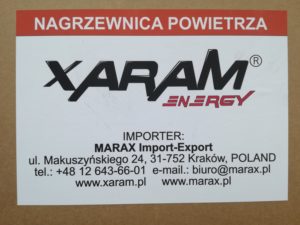 NAGRZEWNICA POWIETRZA
XARAM®
ENERGY
IMPORTER:
MARAX Import-Export
ul. Makuszyńskiego 24, 31-752 Kraków, POLAND
tel.: +48 12 643-66-01 e-mail.: biuro@marax.pl
www.xaram.pl www.marax.pl